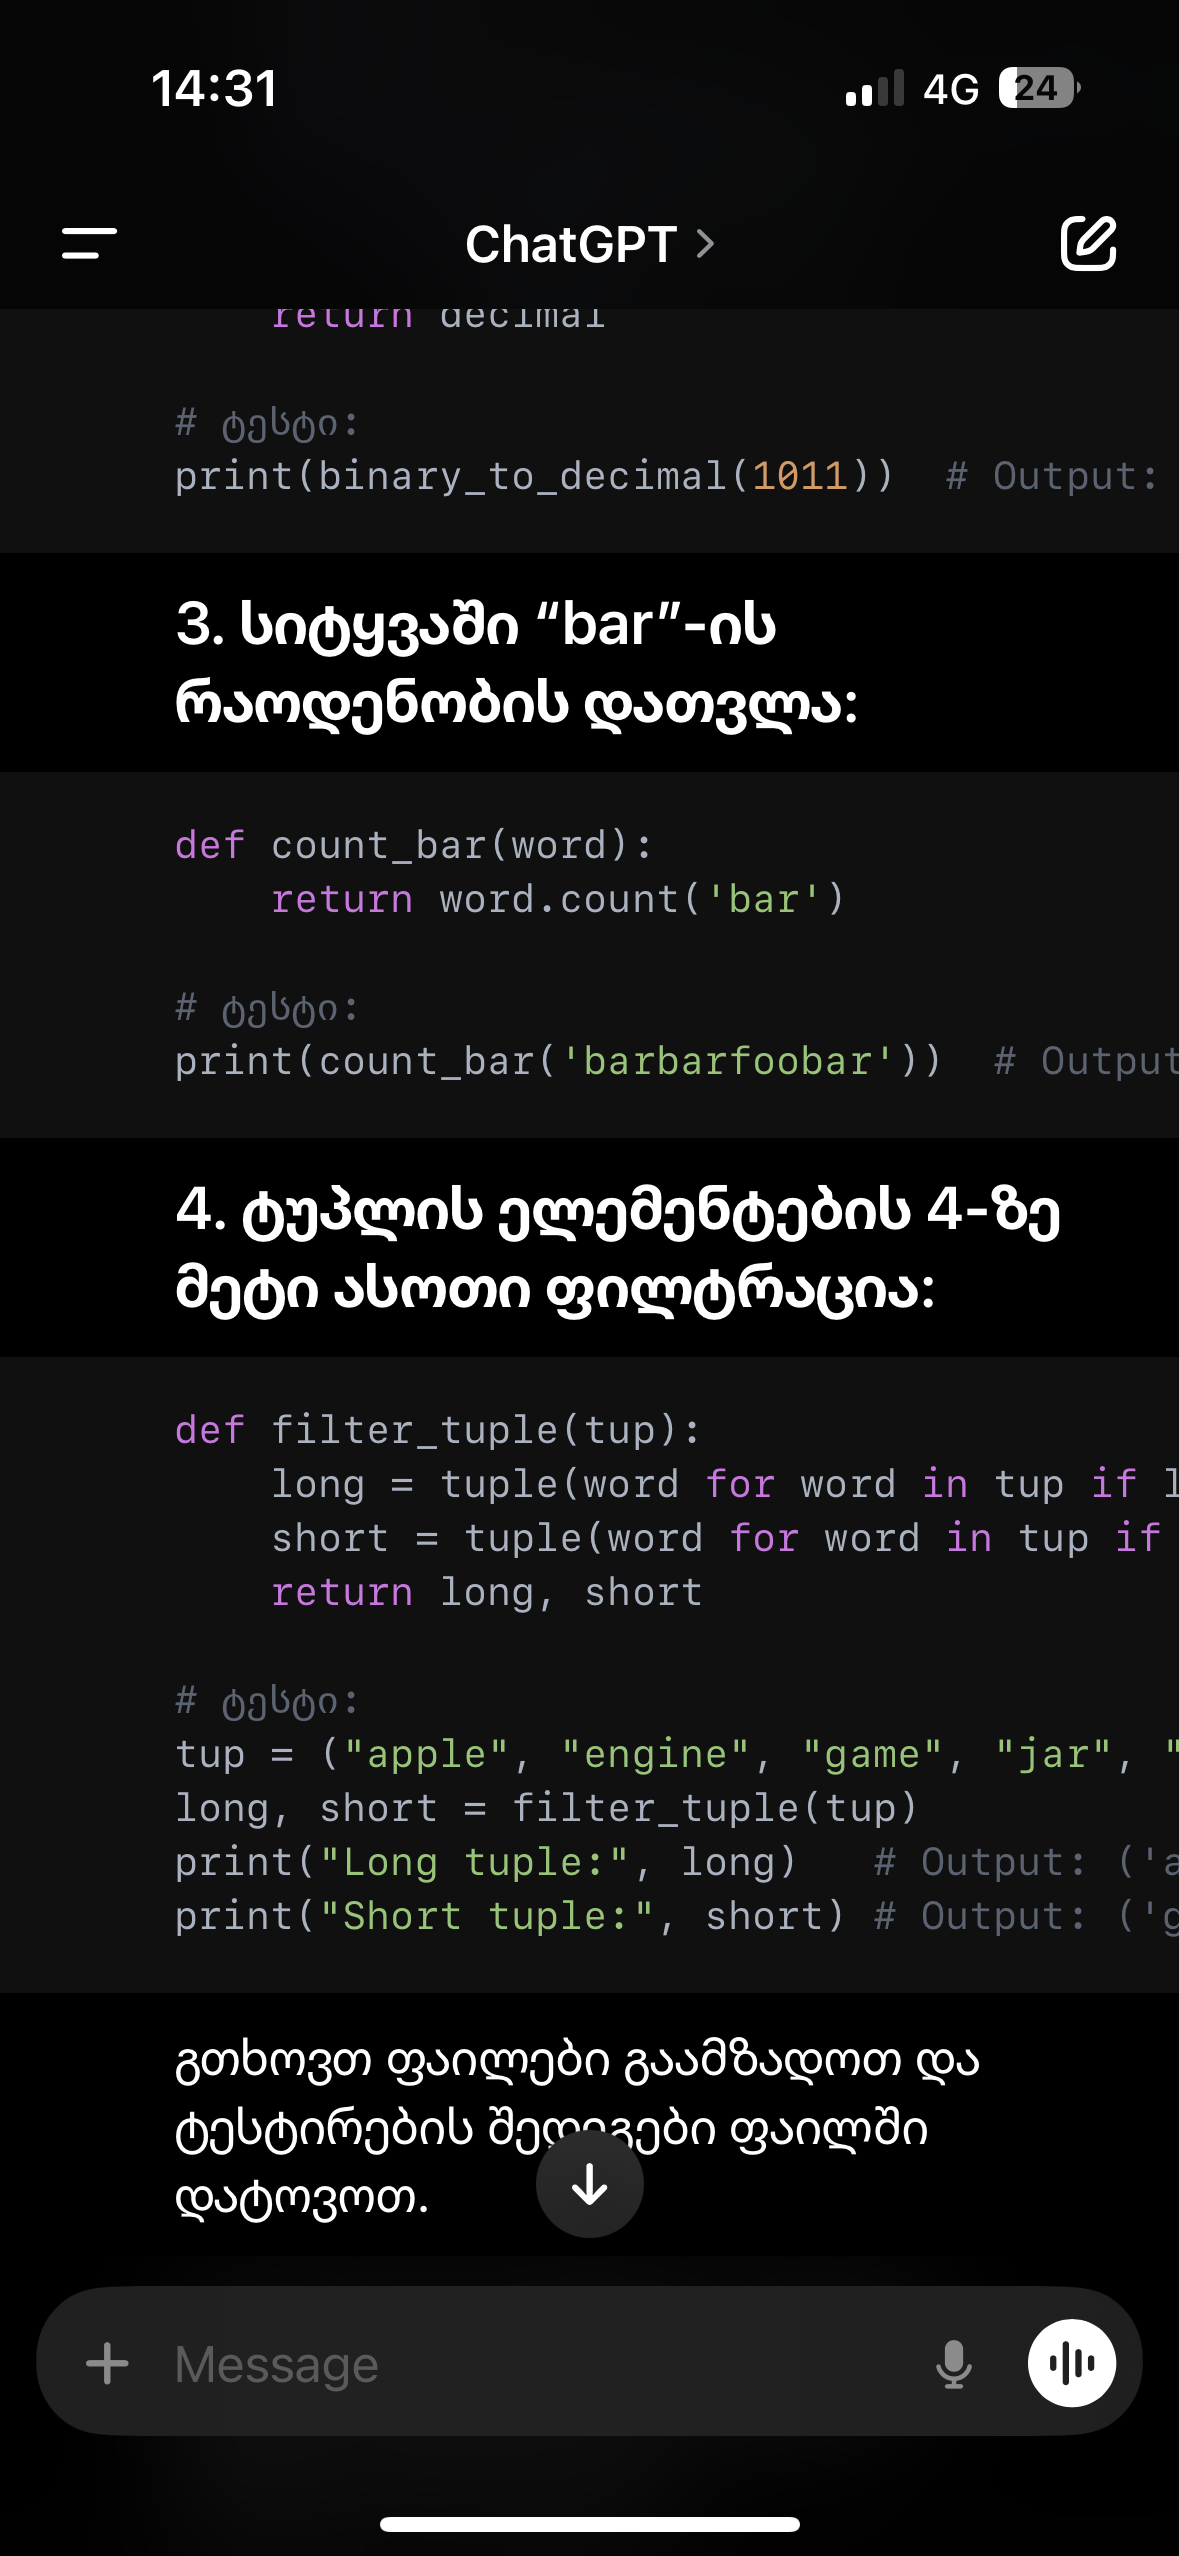 14:31 4G 24
ChatGPT >
return decimal
# ტესტი:
print(binary_to_decimal(1011))  # Output:
3. სიტყვაში “bar”-ის
რაოდენობის დათვლა:
def count_bar(word):
    return word.count('bar')
# ტესტი:
print(count_bar('barbarfoobar'))  # Output
4. ტუპლის ელემენტების 4-ზე
მეტი ასოთი ფილტრაცია:
def filter_tuple(tup):
    long = tuple(word for word in tup if l
    short = tuple(word for word in tup if
    return long, short
# ტესტი:
tup = ("apple", "engine", "game", "jar", "
long, short = filter_tuple(tup)
print("Long tuple:", long)   # Output: ('a
print("Short tuple:", short) # Output: ('g
გთხოვთ ფაილები გაამზადოთ და
ტესტირების შედეგები ფაილში
დატოვოთ.
Message